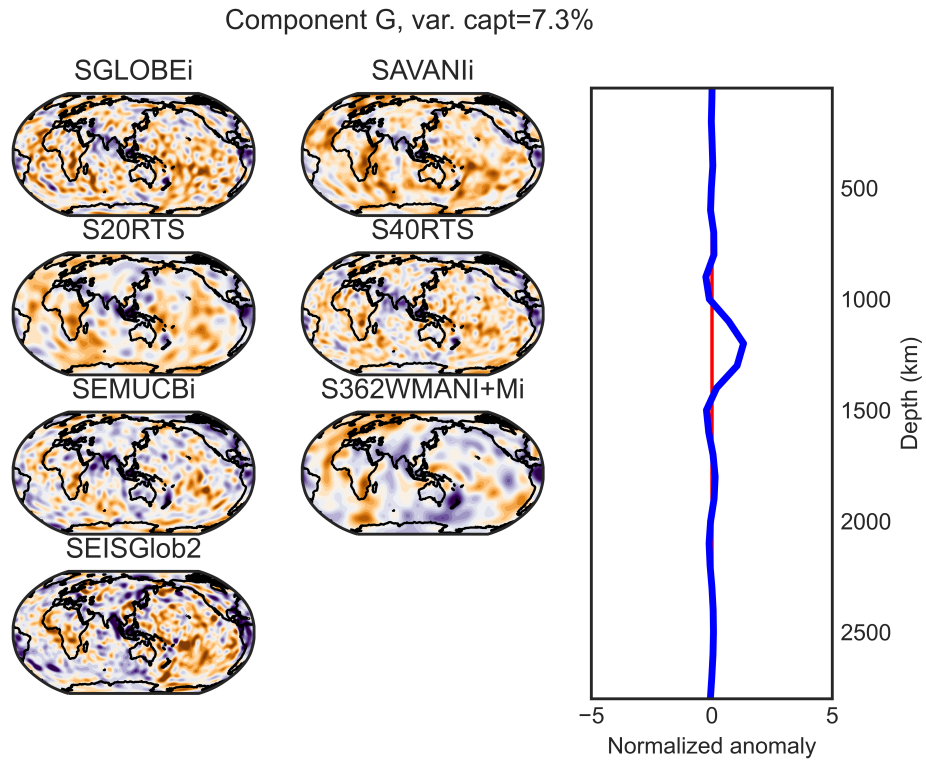 Component G, var. capt=7.3%
SGLOBEi
SAVANIi
S20RTS
S40RTS
SEMUCBi
S362WMANI+Mi
SEISGlob2
500
1000
1500
2000
2500
Depth (km)
−5
0
5
Normalized anomaly